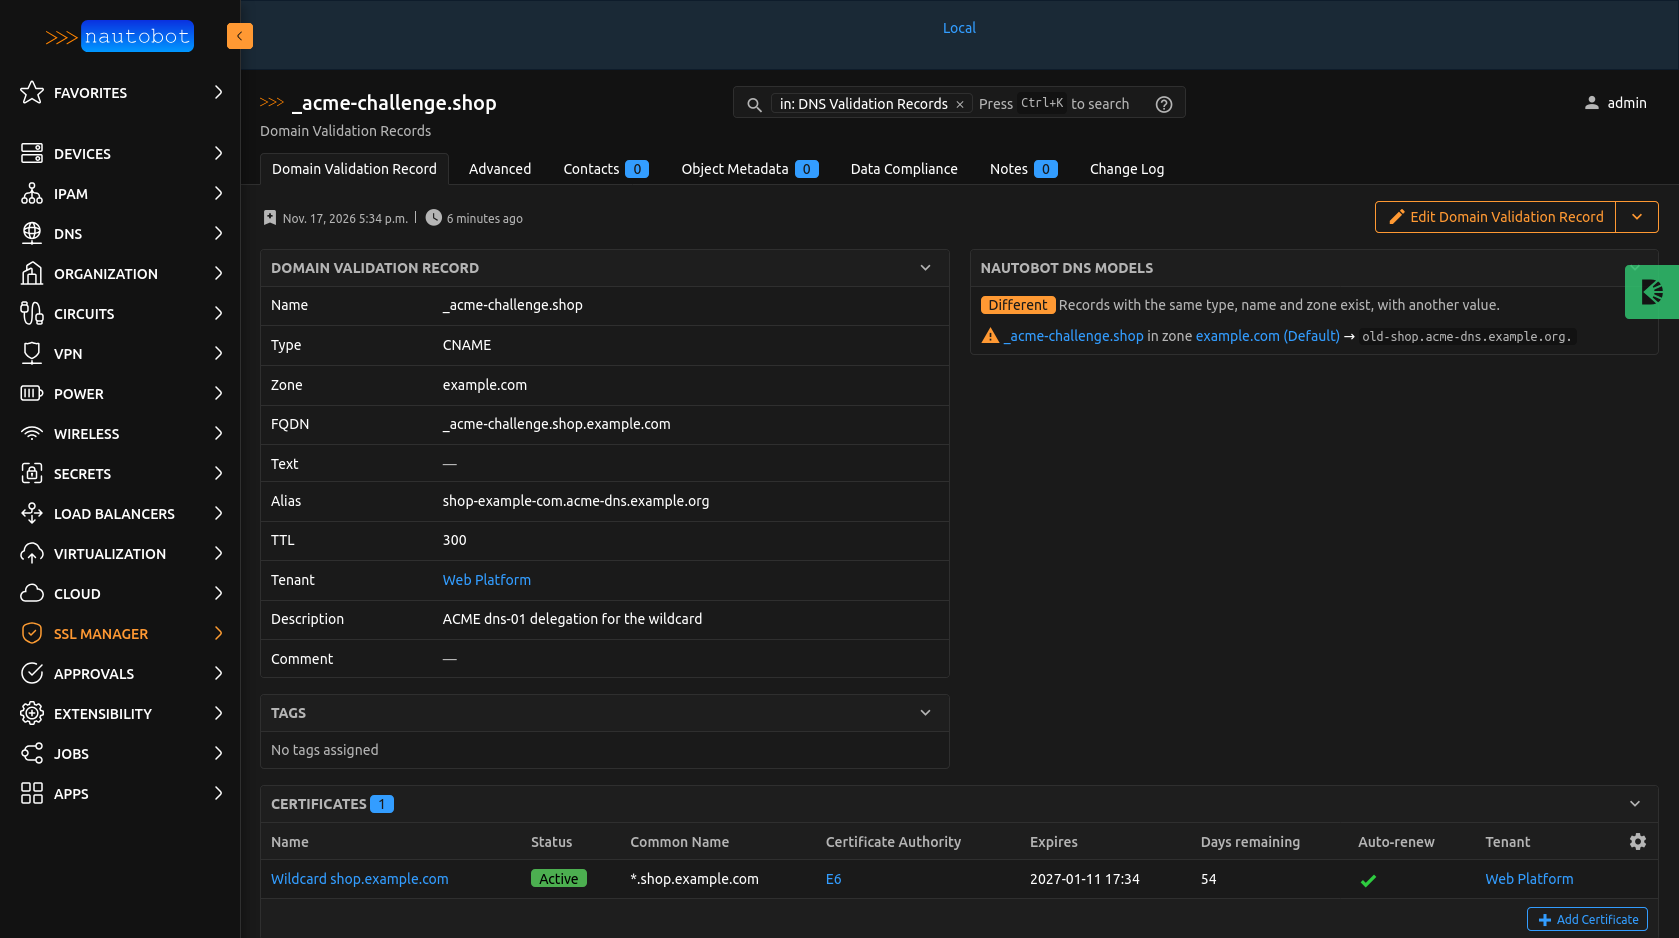 >>> nautobot
Local
FAVORITES
DEVICES
IPAM
DNS
ORGANIZATION
CIRCUITS
VPN
POWER
WIRELESS
SECRETS
LOAD BALANCERS
VIRTUALIZATION
CLOUD
SSL MANAGER
APPROVALS
EXTENSIBILITY
JOBS
APPS
>>> _acme-challenge.shop
in: DNS Validation Records × Press Ctrl+K to search
admin
Domain Validation Records
Domain Validation Record Advanced Contacts 0 Object Metadata 0 Data Compliance Notes 0 Change Log
Nov. 17, 2026 5:34 p.m. | 6 minutes ago
Edit Domain Validation Record
DOMAIN VALIDATION RECORD
Name _acme-challenge.shop
Type CNAME
Zone example.com
FQDN _acme-challenge.shop.example.com
Text —
Alias shop-example-com.acme-dns.example.org
TTL 300
Tenant Web Platform
Description ACME dns-01 delegation for the wildcard
Comment —
NAUTOBOT DNS MODELS
Different Records with the same type, name and zone exist, with another value.
_acme-challenge.shop in zone example.com (Default) → old-shop.acme-dns.example.org.
TAGS
No tags assigned
CERTIFICATES 1
Name Status Common Name Certificate Authority Expires Days remaining Auto-renew Tenant
Wildcard shop.example.com Active *.shop.example.com E6 2027-01-11 17:34 54 Web Platform
Add Certificate